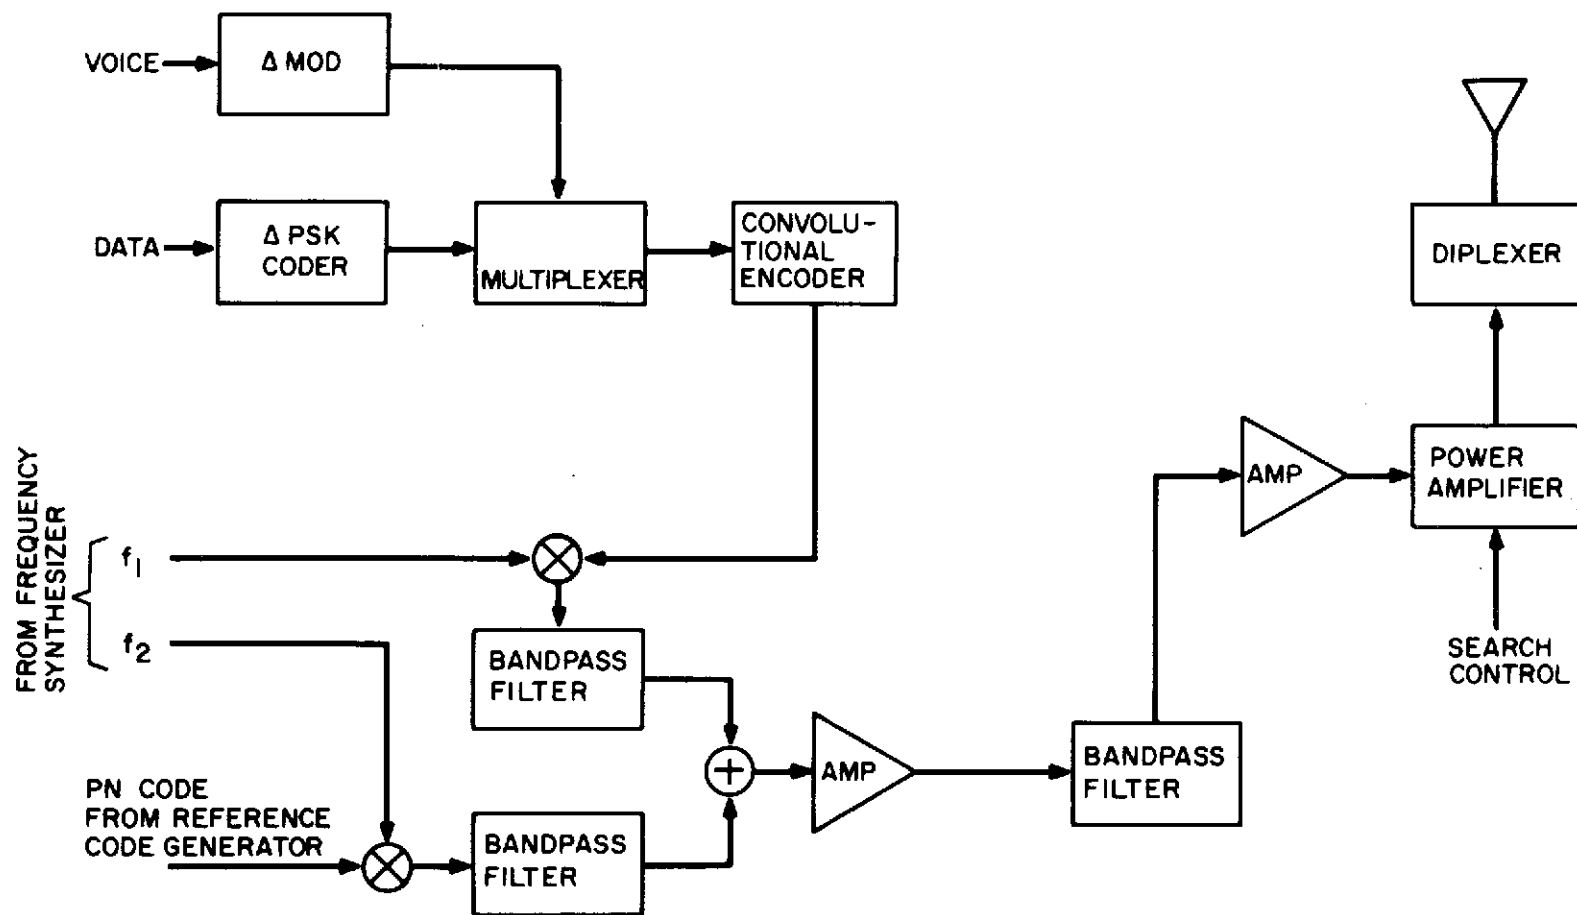 VOICE
Δ MOD
DATA
Δ PSK
CODER
MULTIPLEXER
CONVOLU-
TIONAL
ENCODER
DIPLEXER
AMP
POWER
AMPLIFIER
SEARCH
CONTROL
FROM FREQUENCY
SYNTHESIZER
f1
f2
BANDPASS
FILTER
PN CODE
FROM REFERENCE
CODE GENERATOR
BANDPASS
FILTER
+
AMP
BANDPASS
FILTER